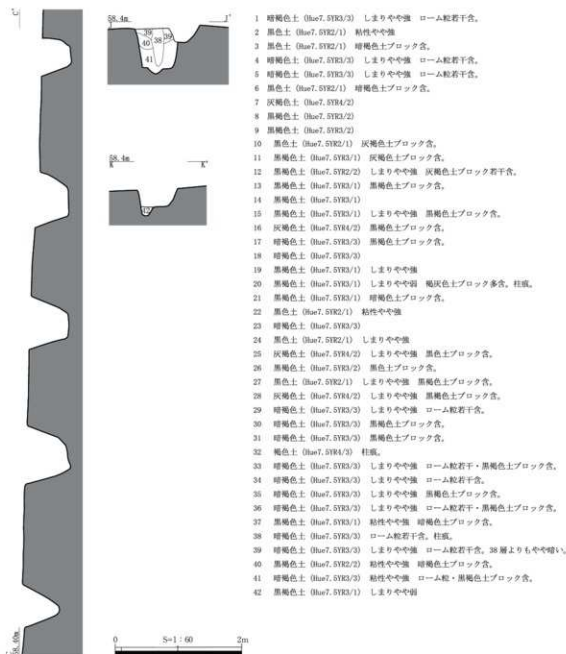 C'
58.4m
I'
39
38
39
40
41
58.4m
K
K'
42
58.40m
0
S=1:60
2m
1 暗褐色土 (Hue7.5YR3/3) しまりやや強 ローム粒若干含。
2 黒色土 (Hue7.5YR2/1) 粘性やや強
3 黒色土 (Hue7.5YR2/1) 暗褐色土ブロック含。
4 暗褐色土 (Hue7.5YR3/3) しまりやや強 ローム粒若干含。
5 暗褐色土 (Hue7.5YR3/3) しまりやや強 ローム粒若干含。
6 黒色土 (Hue7.5YR2/1) 暗褐色土ブロック含。
7 灰褐色土 (Hue7.5YR4/2)
8 黒褐色土 (Hue7.5YR3/2)
9 黒褐色土 (Hue7.5YR3/2)
10 黒色土 (Hue7.5YR2/1) 灰褐色土ブロック含。
11 黒褐色土 (Hue7.5YR3/1) 灰褐色土ブロック含。
12 黒褐色土 (Hue7.5YR2/2) しまりやや強 灰褐色土ブロック若干含。
13 黒褐色土 (Hue7.5YR3/1) 黒褐色土ブロック含。
14 黒褐色土 (Hue7.5YR3/1)
15 黒褐色土 (Hue7.5YR3/1) しまりやや強 黒褐色土ブロック含。
16 灰褐色土 (Hue7.5YR4/2) 黒褐色土ブロック含。
17 暗褐色土 (Hue7.5YR3/3) 黒褐色土ブロック含。
18 暗褐色土 (Hue7.5YR3/3)
19 黒褐色土 (Hue7.5YR3/1) しまりやや強
20 黒褐色土 (Hue7.5YR3/1) しまりやや弱 褐灰色土ブロック多含。柱痕。
21 黒褐色土 (Hue7.5YR3/1) 暗褐色土ブロック含。
22 黒色土 (Hue7.5YR2/1) 粘性やや強
23 暗褐色土 (Hue7.5YR3/3)
24 黒色土 (Hue7.5YR2/1) しまりやや強
25 灰褐色土 (Hue7.5YR4/2) しまりやや強 黒色土ブロック含。
26 黒褐色土 (Hue7.5YR3/2) 黒色土ブロック含。
27 黒色土 (Hue7.5YR2/1) しまりやや強 黒褐色土ブロック含。
28 灰褐色土 (Hue7.5YR4/2) しまりやや強 黒褐色土ブロック含。
29 暗褐色土 (Hue7.5YR3/3) しまりやや強 ローム粒若干含。
30 暗褐色土 (Hue7.5YR3/3) 黒褐色土ブロック含。
31 暗褐色土 (Hue7.5YR3/3) 黒褐色土ブロック含。
32 褐色土 (Hue7.5YR4/3) 柱痕。
33 暗褐色土 (Hue7.5YR3/3) しまりやや強 ローム粒若干・黒褐色土ブロック含。
34 暗褐色土 (Hue7.5YR3/3) しまりやや強 ローム粒若干含。
35 暗褐色土 (Hue7.5YR3/3) しまりやや強 黒褐色土ブロック含。
36 暗褐色土 (Hue7.5YR3/3) しまりやや強 ローム粒若干・黒褐色土ブロック含。
37 黒褐色土 (Hue7.5YR3/1) 粘性やや強 暗褐色土ブロック含。
38 暗褐色土 (Hue7.5YR3/3) ローム粒若干含。柱痕。
39 暗褐色土 (Hue7.5YR3/3) しまりやや強 ローム粒若干含。38層よりもやや暗い。
40 黒褐色土 (Hue7.5YR2/2) 粘性やや強 暗褐色土ブロック含。
41 暗褐色土 (Hue7.5YR3/3) 粘性やや強 ローム粒・黒褐色土ブロック含。
42 黒褐色土 (Hue7.5YR3/1) しまりやや弱